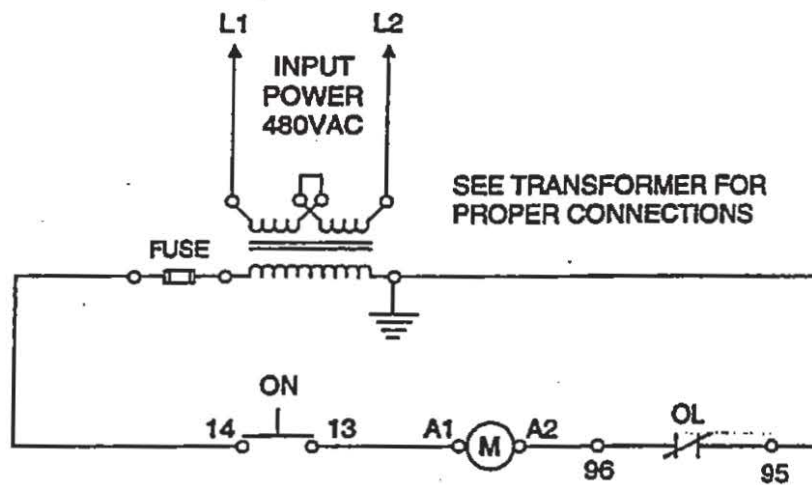 L1 L2
INPUT
POWER
480VAC
SEE TRANSFORMER FOR
PROPER CONNECTIONS
FUSE
ON
14 13 A1 M A2 OL
96 95